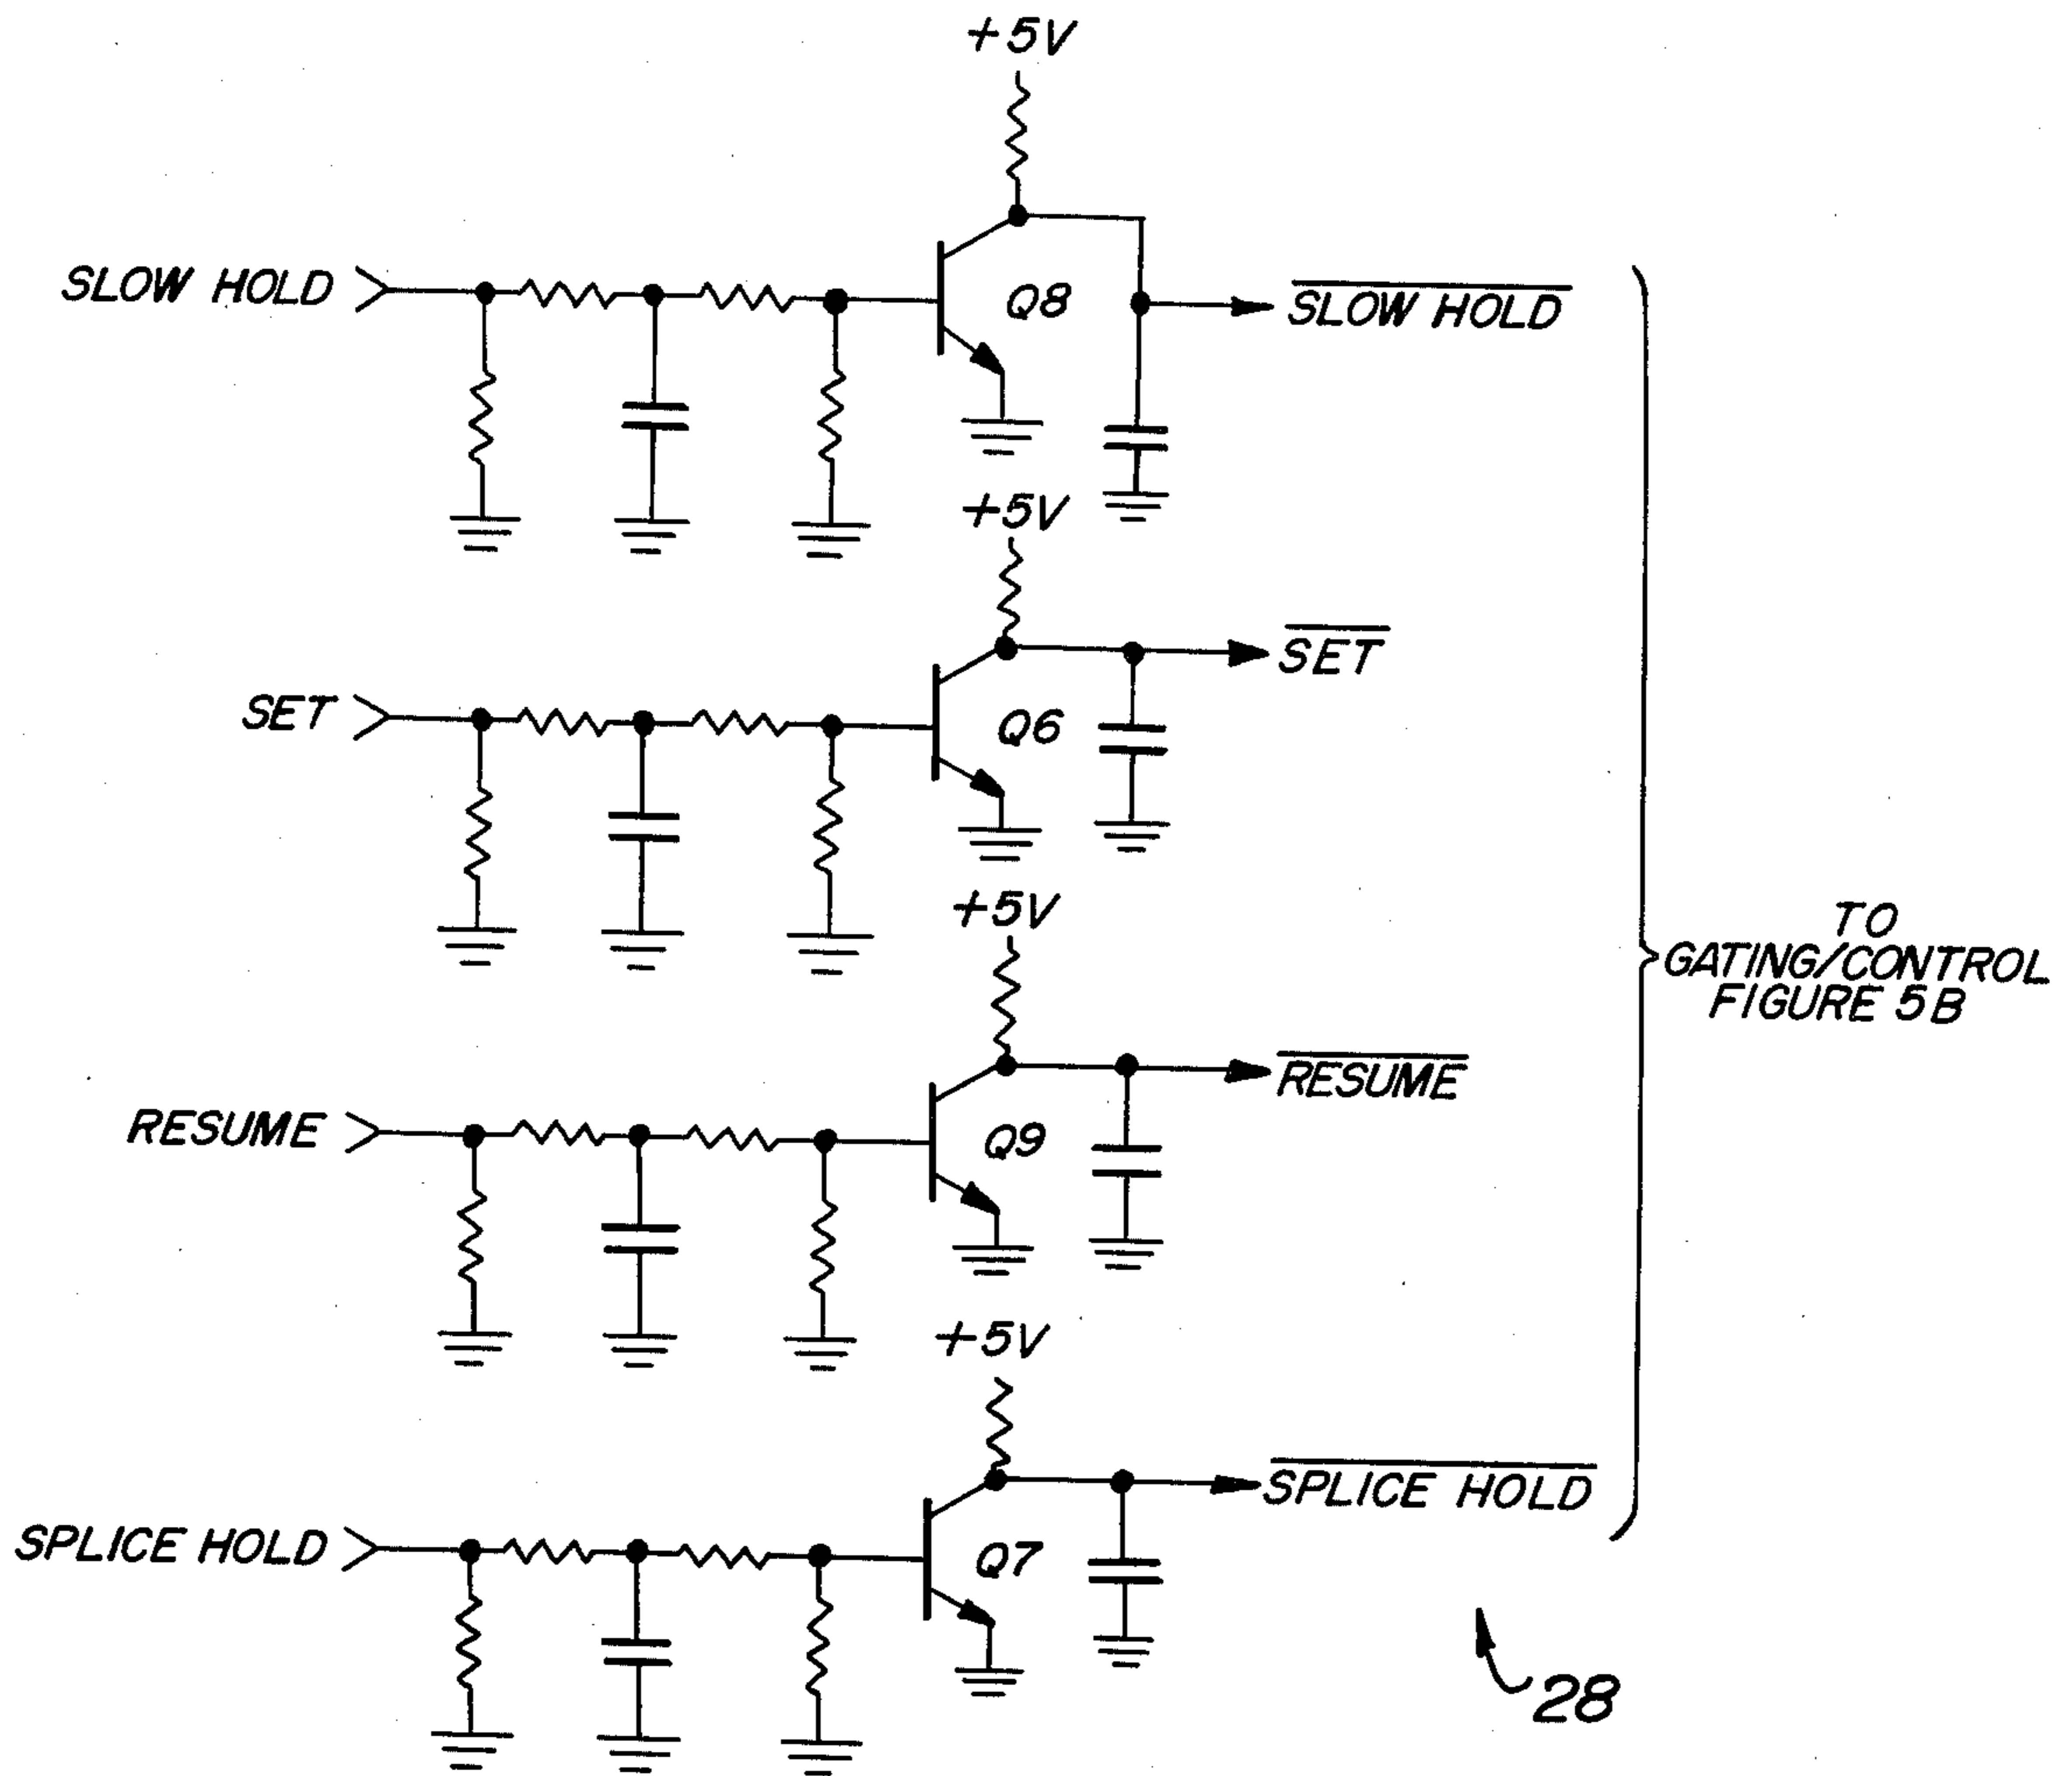 +5V
SLOW HOLD
Q8
SLOW HOLD
+5V
SET
Q6
SET
+5V
TO
GATING/CONTROL
FIGURE 5B
RESUME
Q9
RESUME
+5V
SPLICE HOLD
Q7
SPLICE HOLD
28